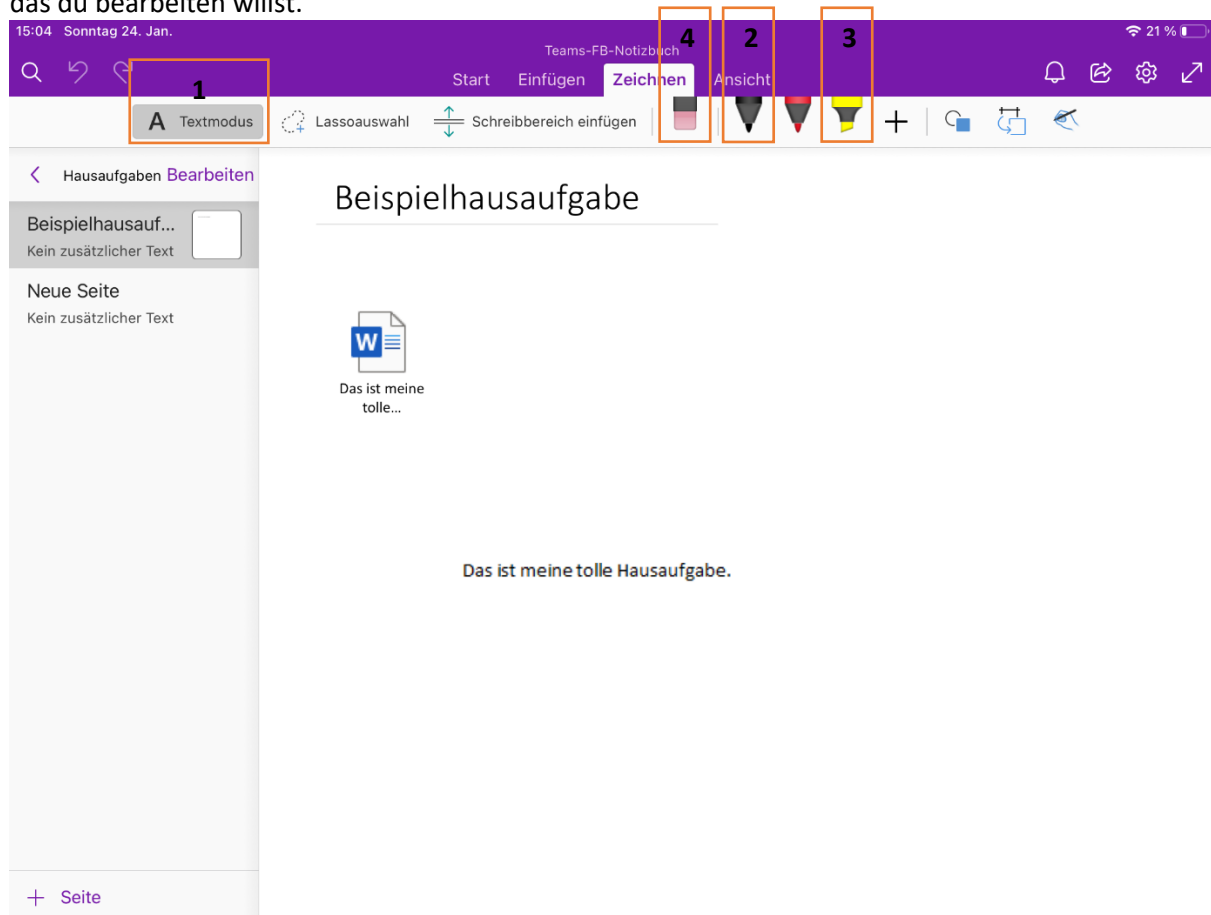 das du bearbeiten willst.
15:04 Sonntag 24. Jan.
21 %
Teams-FB-Notizbuch
4 2 3
Start Einfügen Zeichnen Ansicht
1
A Textmodus Lassoauswahl Schreibbereich einfügen
Hausaufgaben Bearbeiten
Beispielhausauf...
Kein zusätzlicher Text
Neue Seite
Kein zusätzlicher Text
Beispielhausaufgabe
W
Das ist meine
tolle...
Das ist meine tolle Hausaufgabe.
+ Seite